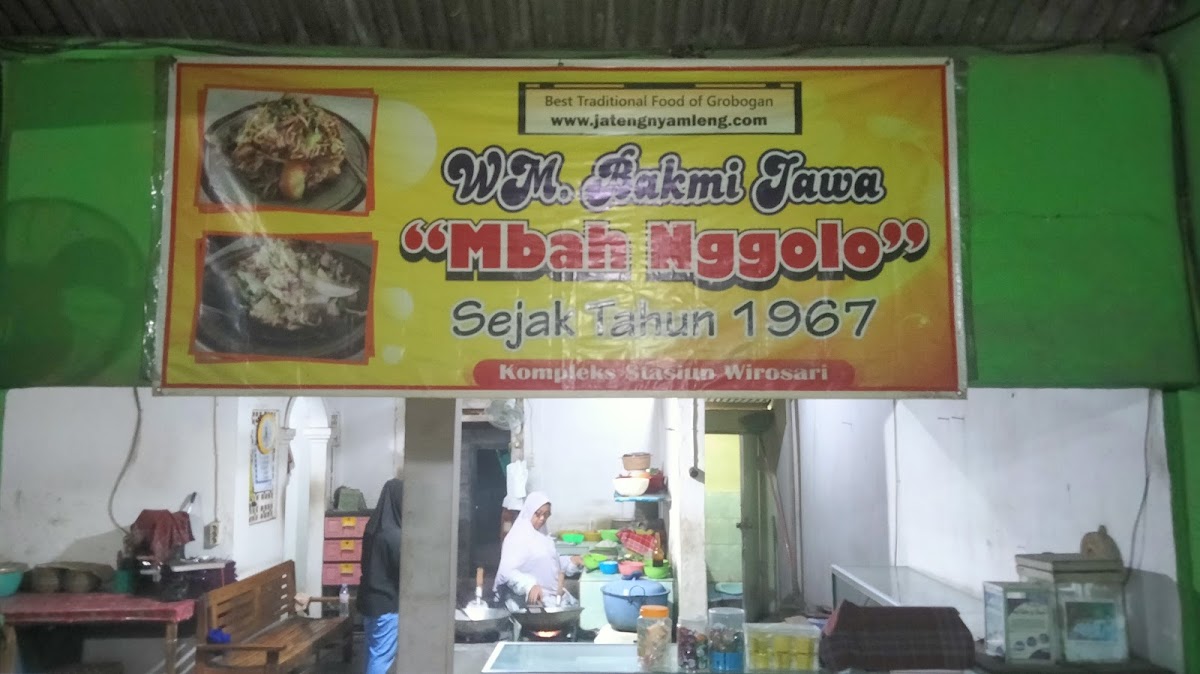 Best Traditional Food of Grobogan
www.jatengnyamleng.com
WM. Bakmi Jawa
“Mbah Nggolo”
Sejak Tahun 1967
Kompleks Stasiun Wirosari